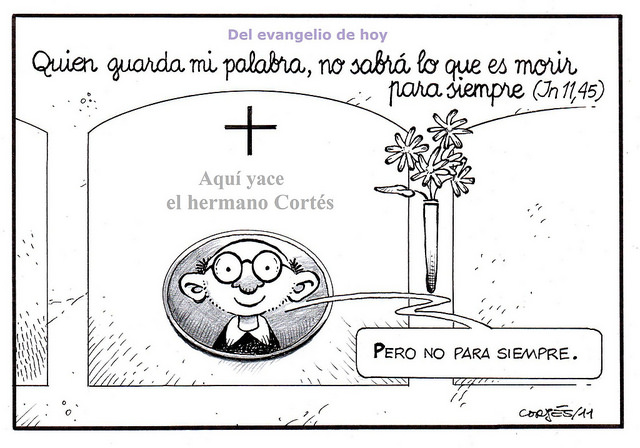 Del evangelio de hoy
Quien guarda mi palabra, no sabrá lo que es morir
para siempre (Jn 11,45)
Aquí yace
el hermano Cortés
PERO NO PARA SIEMPRE.
CORTÉS/11